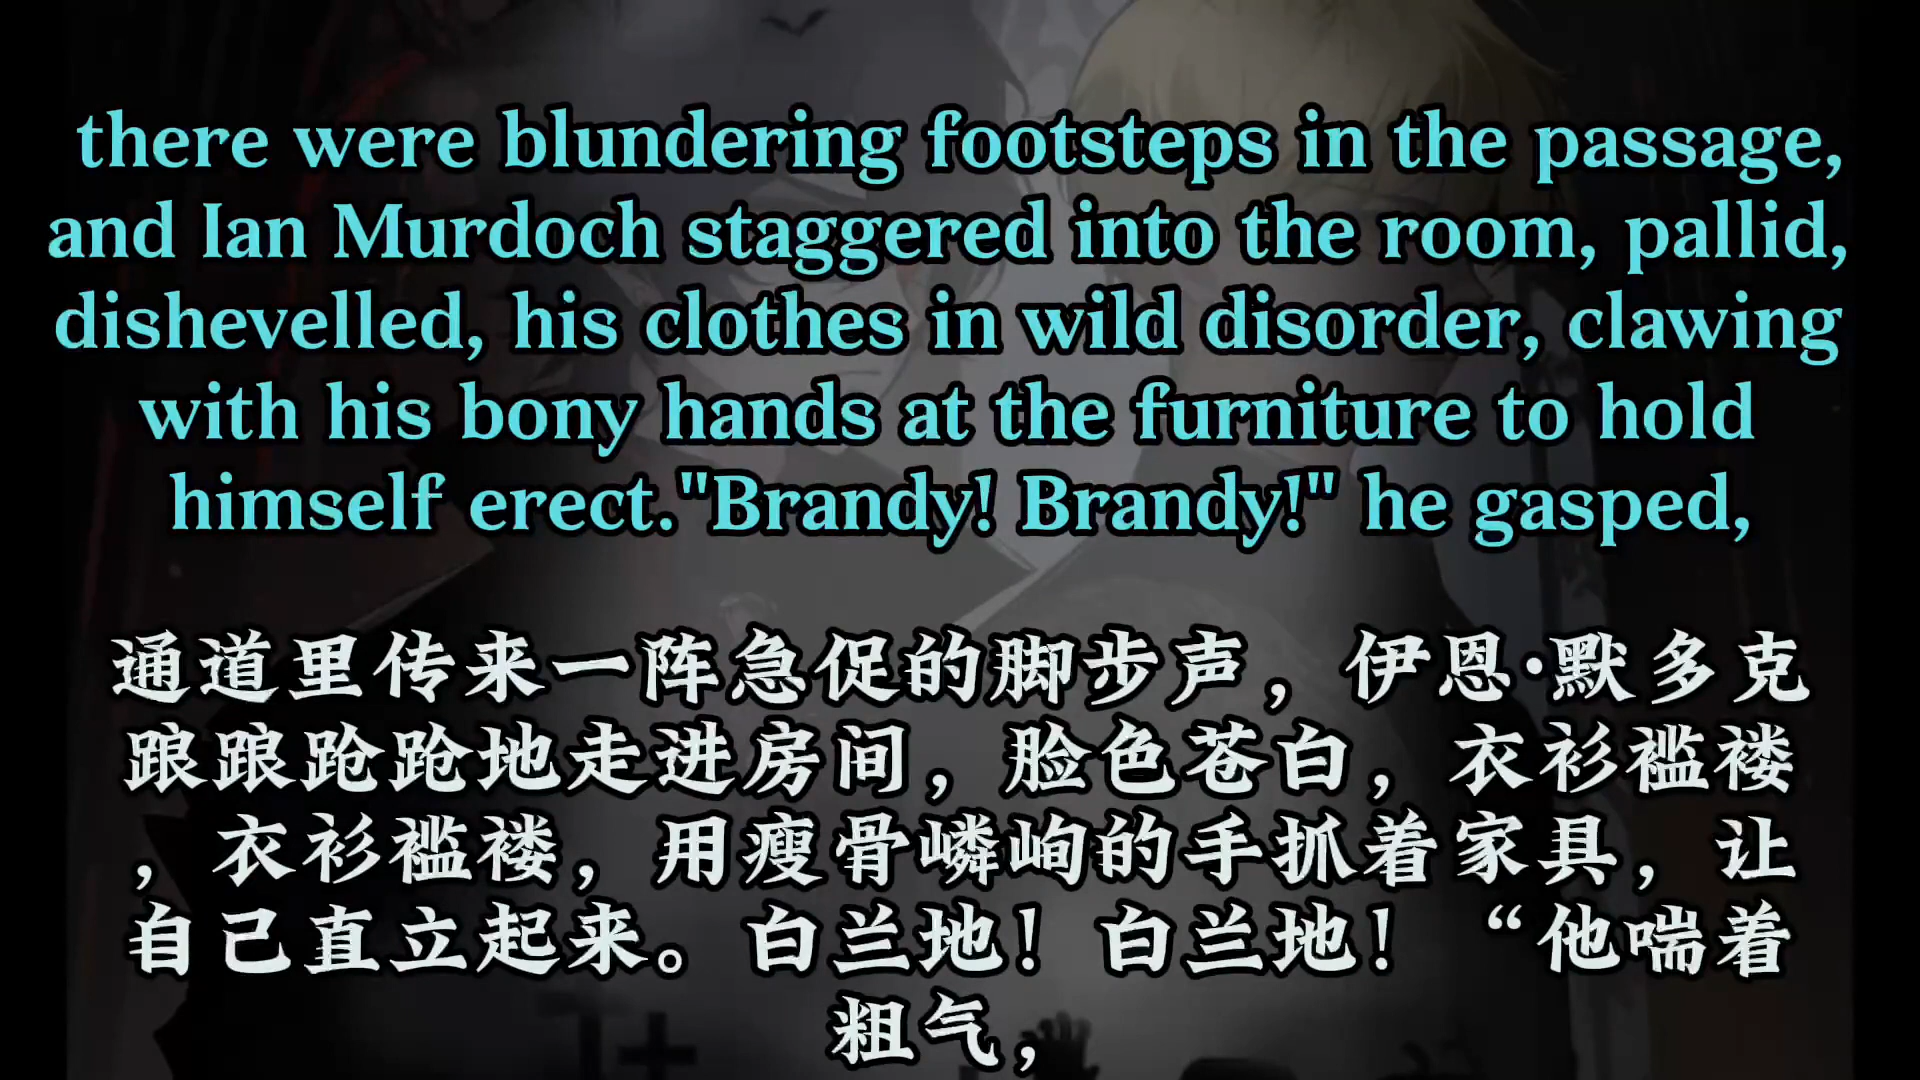 there were blundering footsteps in the passage,
and Ian Murdoch staggered into the room, pallid,
dishevelled, his clothes in wild disorder, clawing
with his bony hands at the furniture to hold
himself erect."Brandy! Brandy!" he gasped,
通道里传来一阵急促的脚步声，伊恩·默多克
踉踉跄跄地走进房间，脸色苍白，衣衫褴褛
，衣衫褴褛，用瘦骨嶙峋的手抓着家具，让
自己直立起来。白兰地！白兰地！“他喘着
粗气，